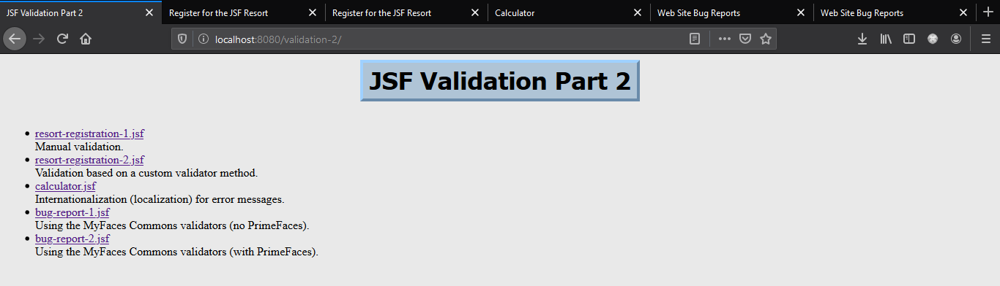 JSF Validation Part 2
Register for the JSF Resort
Register for the JSF Resort
Calculator
Web Site Bug Reports
Web Site Bug Reports
localhost:8080/validation-2/
JSF Validation Part 2
resort-registration-1.jsf
Manual validation.
resort-registration-2.jsf
Validation based on a custom validator method.
calculator.jsf
Internationalization (localization) for error messages.
bug-report-1.jsf
Using the MyFaces Commons validators (no PrimeFaces).
bug-report-2.jsf
Using the MyFaces Commons validators (with PrimeFaces).